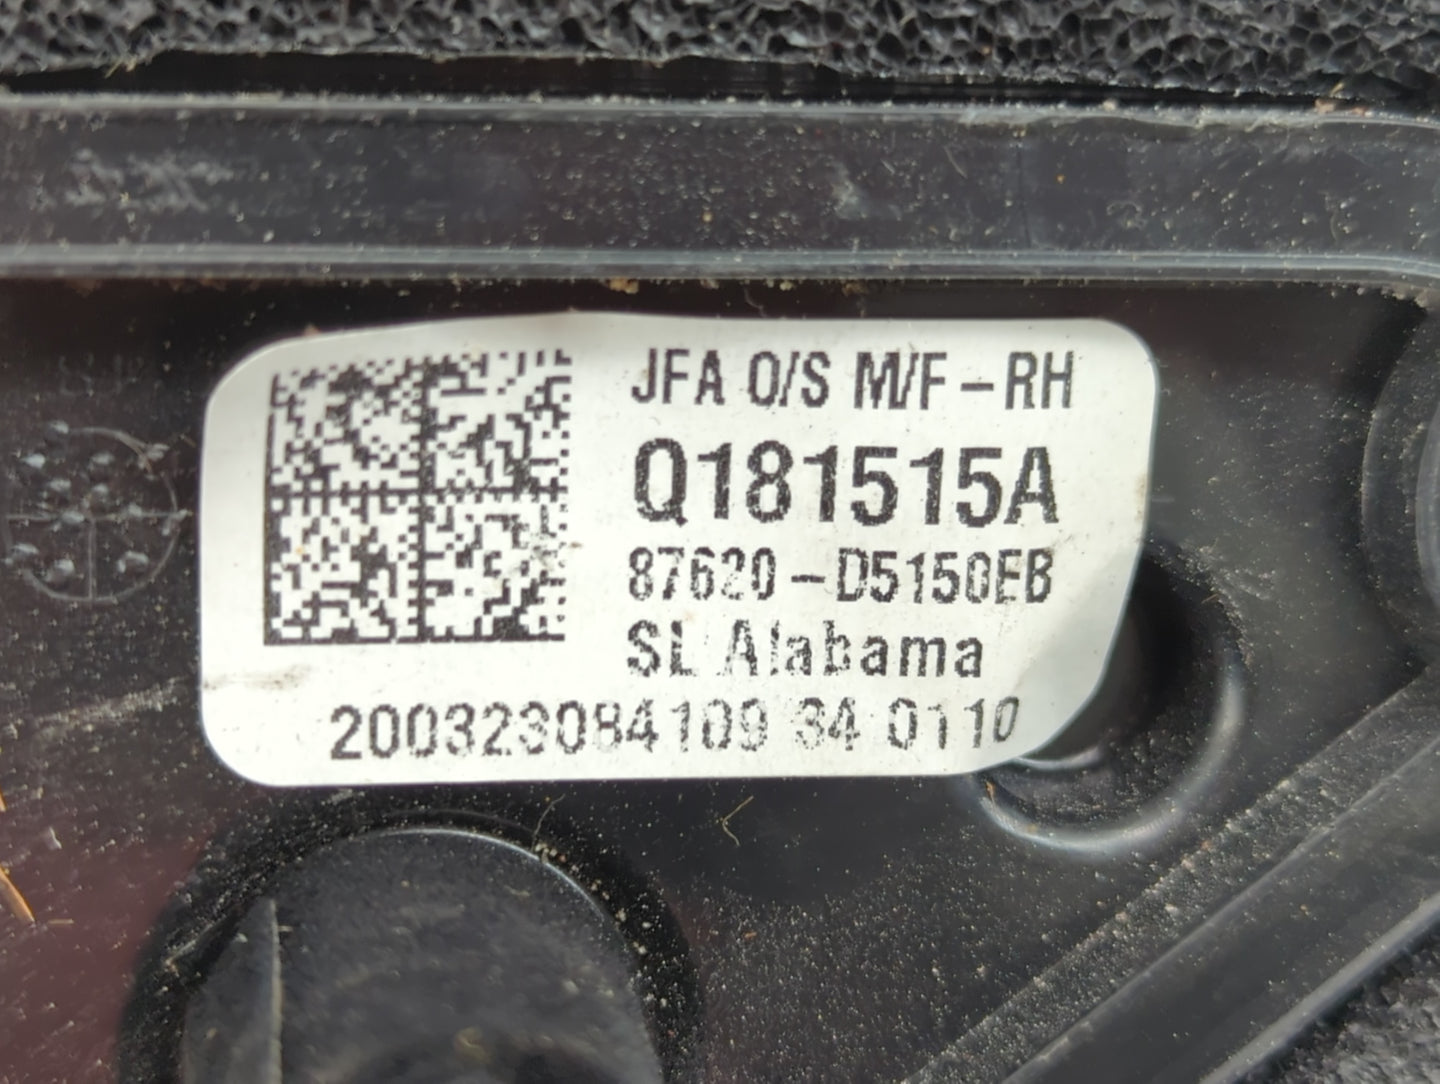 JFA O/S M/F-RH
Q181515A
87620-D5150EB
SL Alabama
200323084109 34 0110